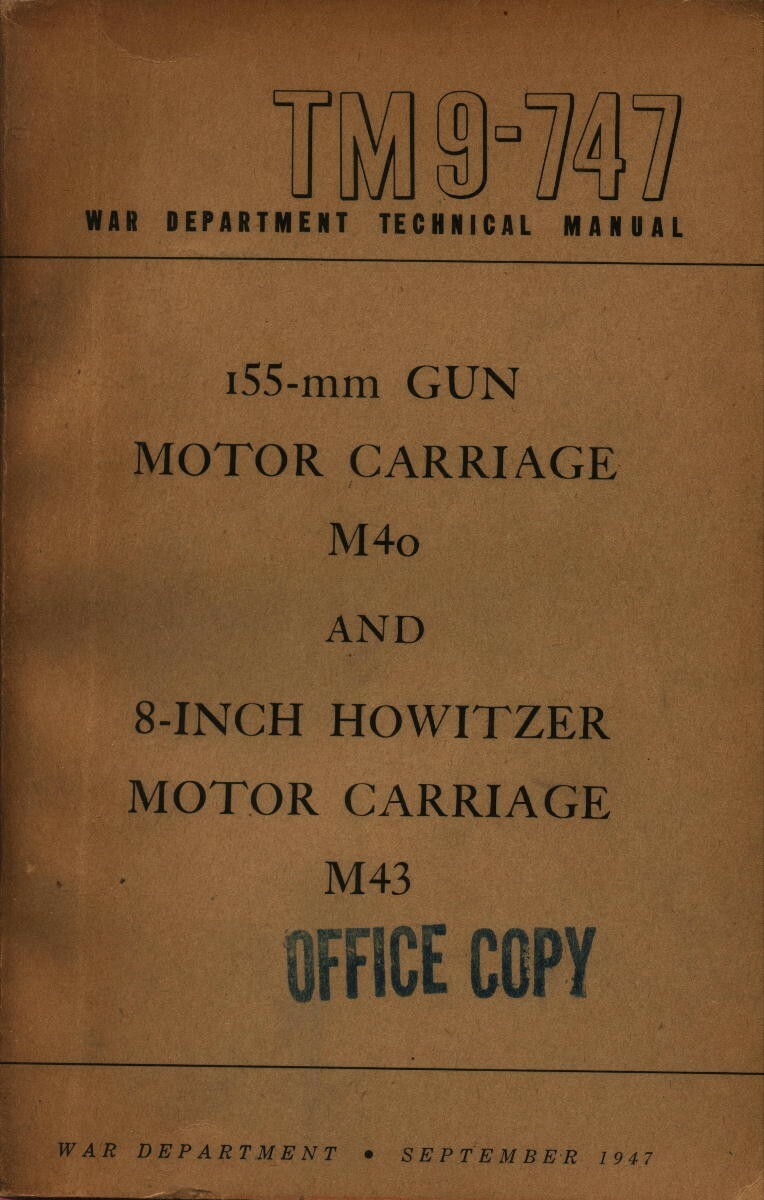 TM 9-747
WAR DEPARTMENT TECHNICAL MANUAL
155-mm GUN
MOTOR CARRIAGE
M40
AND
8-INCH HOWITZER
MOTOR CARRIAGE
M43
OFFICE COPY
WAR DEPARTMENT • SEPTEMBER 1947